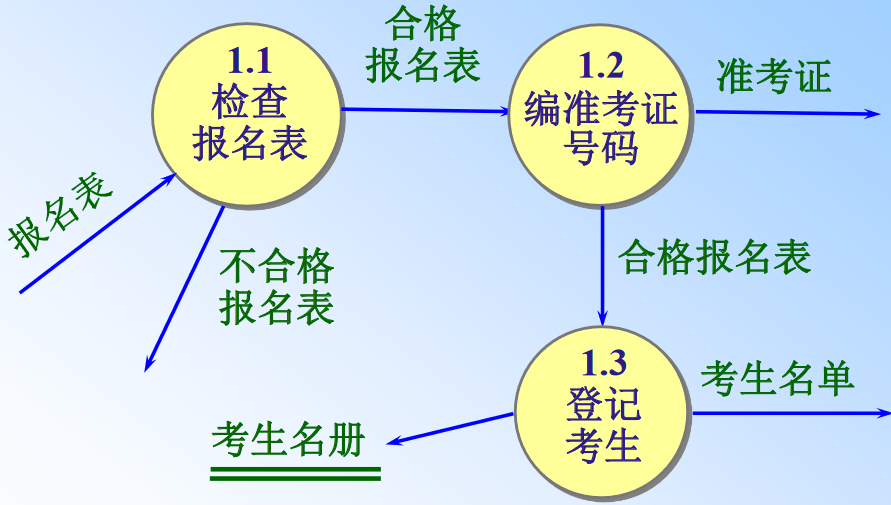 1.1
检查
报名表
合格
报名表
1.2
编准考证
号码
准考证
报名表
不合格
报名表
合格报名表
1.3
登记
考生
考生名单
考生名册